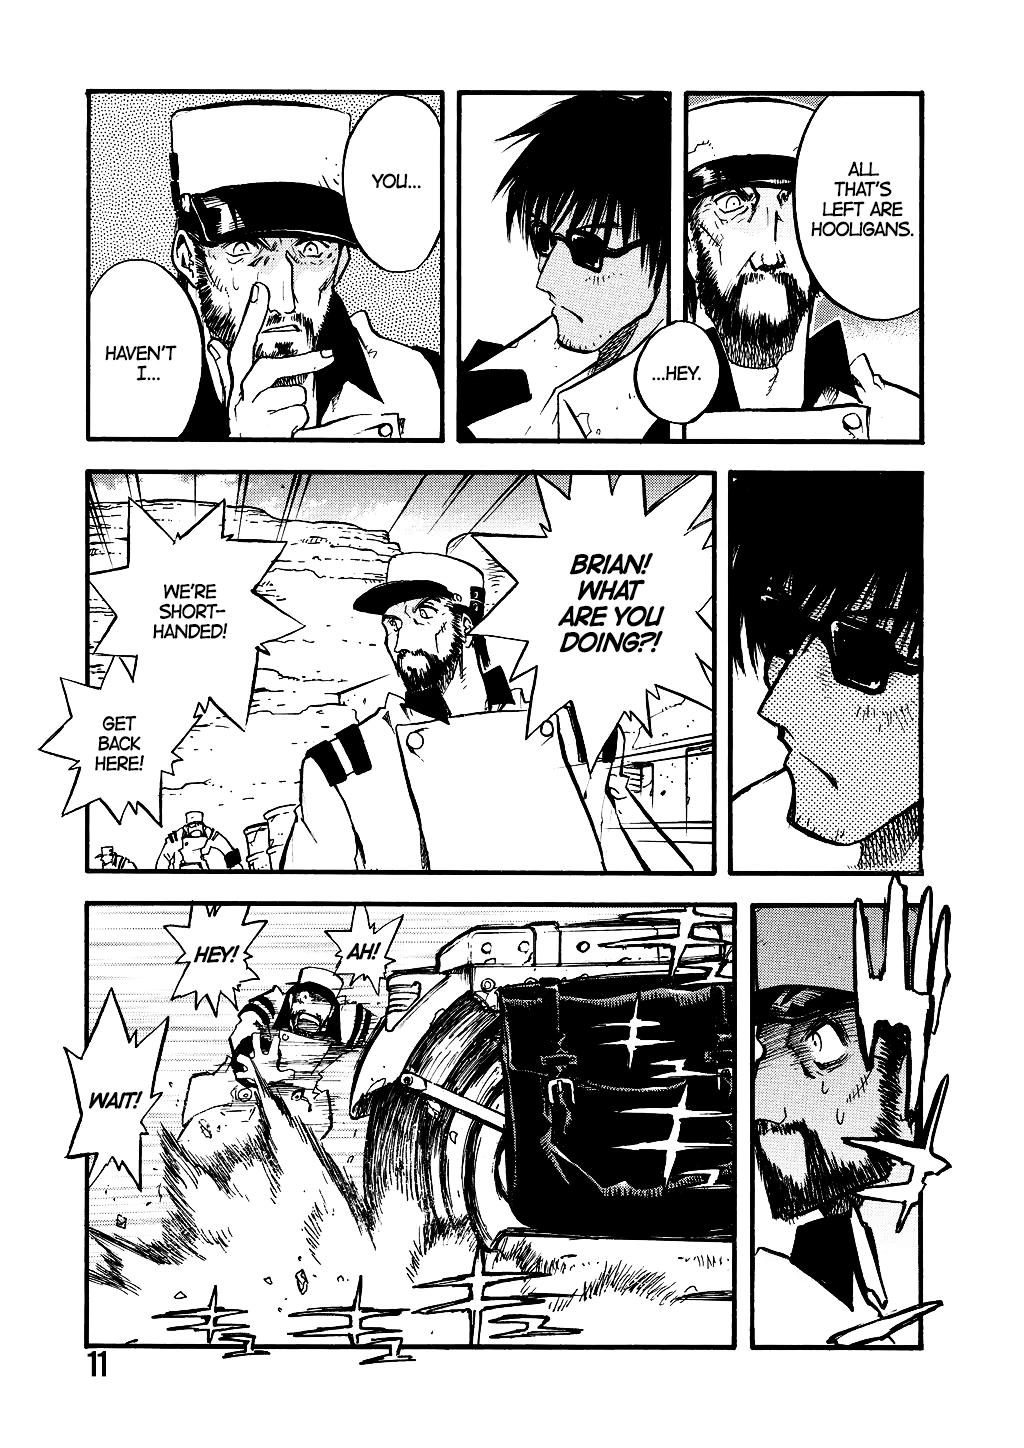 ALL
THAT'S
LEFT ARE
HOOLIGANS.
...HEY.
YOU...
HAVEN'T
I...
BRIAN!
WHAT
ARE YOU
DOING?!
WE'RE
SHORT-
HANDED!
GET
BACK
HERE!
AH!
HEY!
WAIT!
11